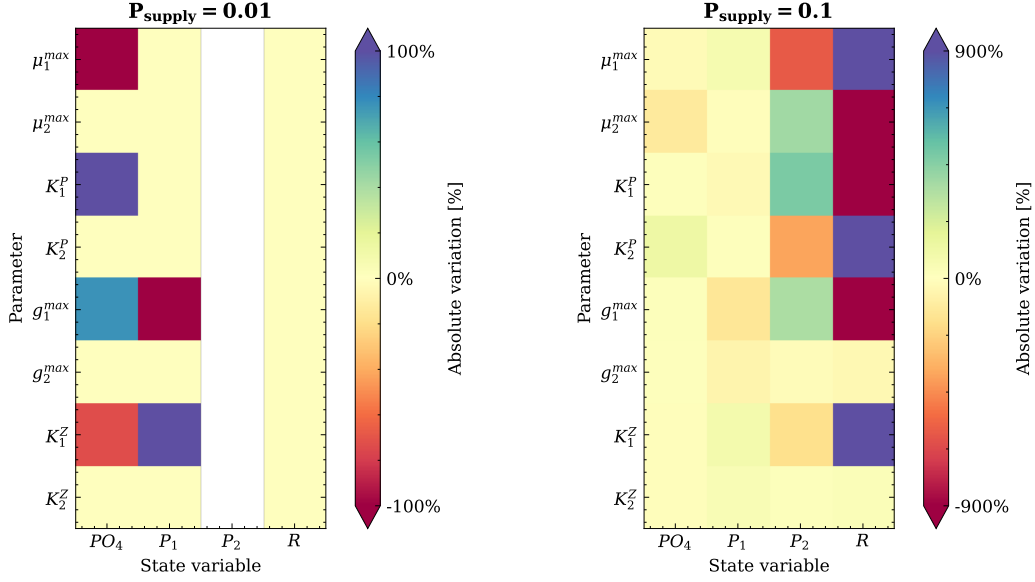 P_supply = 0.01
Parameter
μ_1^max
μ_2^max
K_1^P
K_2^P
g_1^max
g_2^max
K_1^Z
K_2^Z
PO_4 P_1 P_2 R
State variable
100%
0%
-100%
Absolute variation [%]
P_supply = 0.1
Parameter
μ_1^max
μ_2^max
K_1^P
K_2^P
g_1^max
g_2^max
K_1^Z
K_2^Z
PO_4 P_1 P_2 R
State variable
900%
0%
-900%
Absolute variation [%]